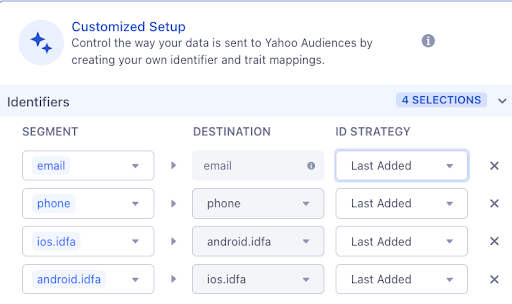 Customized Setup
Control the way your data is sent to Yahoo Audiences by
creating your own identifier and trait mappings.
Identifiers 4 SELECTIONS
SEGMENT DESTINATION ID STRATEGY
email email Last Added
phone phone Last Added
ios.idfa android.idfa Last Added
android.idfa ios.idfa Last Added